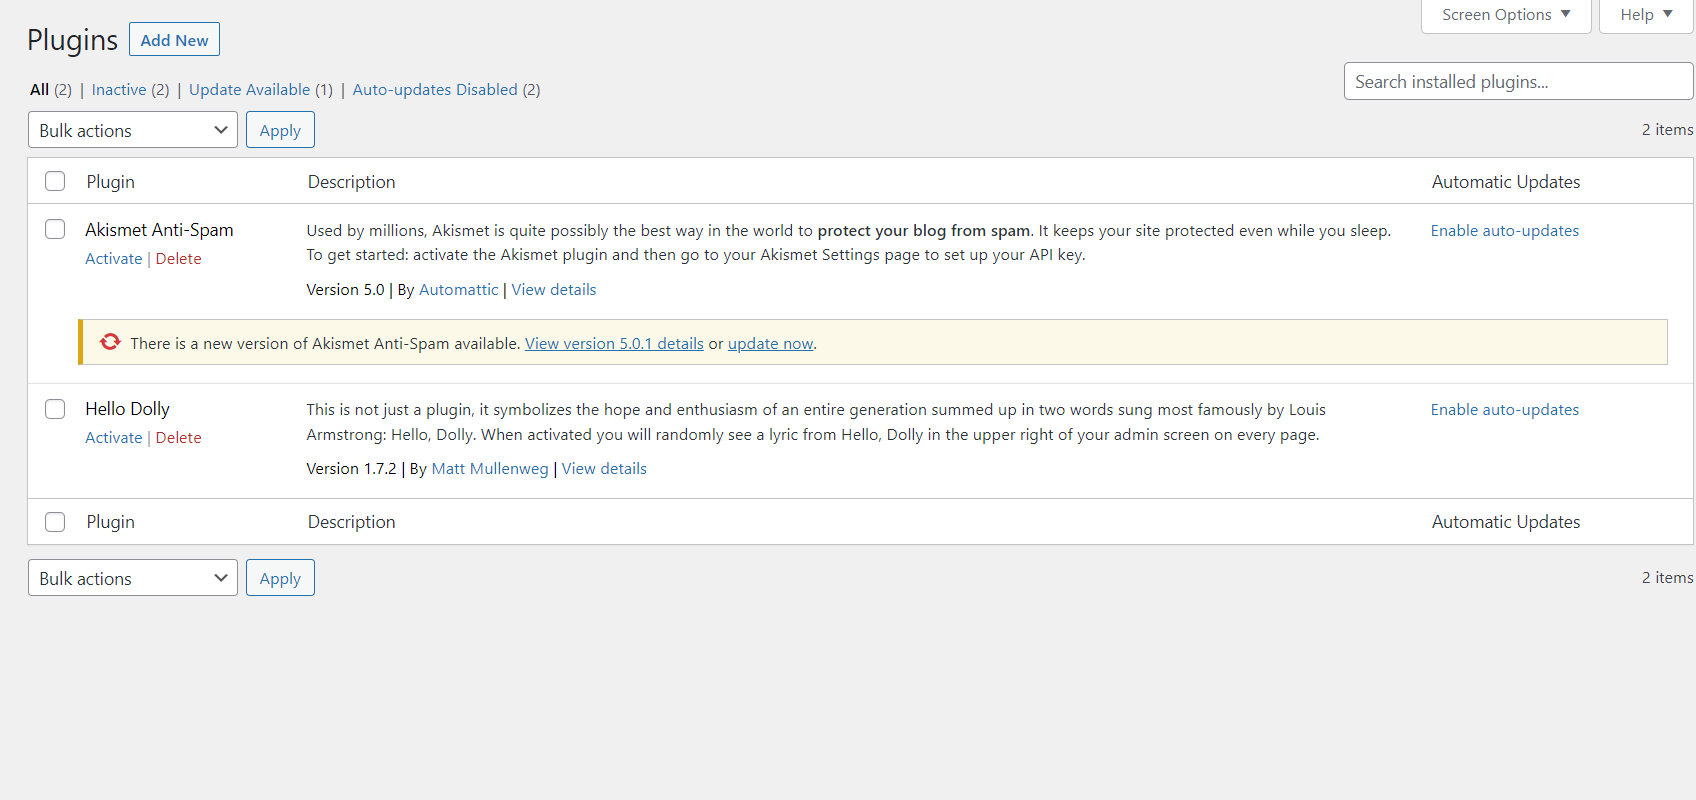 Screen Options ▼ Help ▼
Plugins Add New
All (2) | Inactive (2) | Update Available (1) | Auto-updates Disabled (2)
Search installed plugins...
Bulk actions Apply 2 items
Plugin Description Automatic Updates
Akismet Anti-Spam
Activate | Delete
Used by millions, Akismet is quite possibly the best way in the world to protect your blog from spam. It keeps your site protected even while you sleep.
To get started: activate the Akismet plugin and then go to your Akismet Settings page to set up your API key.
Version 5.0 | By Automattic | View details
Enable auto-updates
There is a new version of Akismet Anti-Spam available. View version 5.0.1 details or update now.
Hello Dolly
Activate | Delete
This is not just a plugin, it symbolizes the hope and enthusiasm of an entire generation summed up in two words sung most famously by Louis
Armstrong: Hello, Dolly. When activated you will randomly see a lyric from Hello, Dolly in the upper right of your admin screen on every page.
Version 1.7.2 | By Matt Mullenweg | View details
Enable auto-updates
Plugin Description Automatic Updates
Bulk actions Apply 2 items